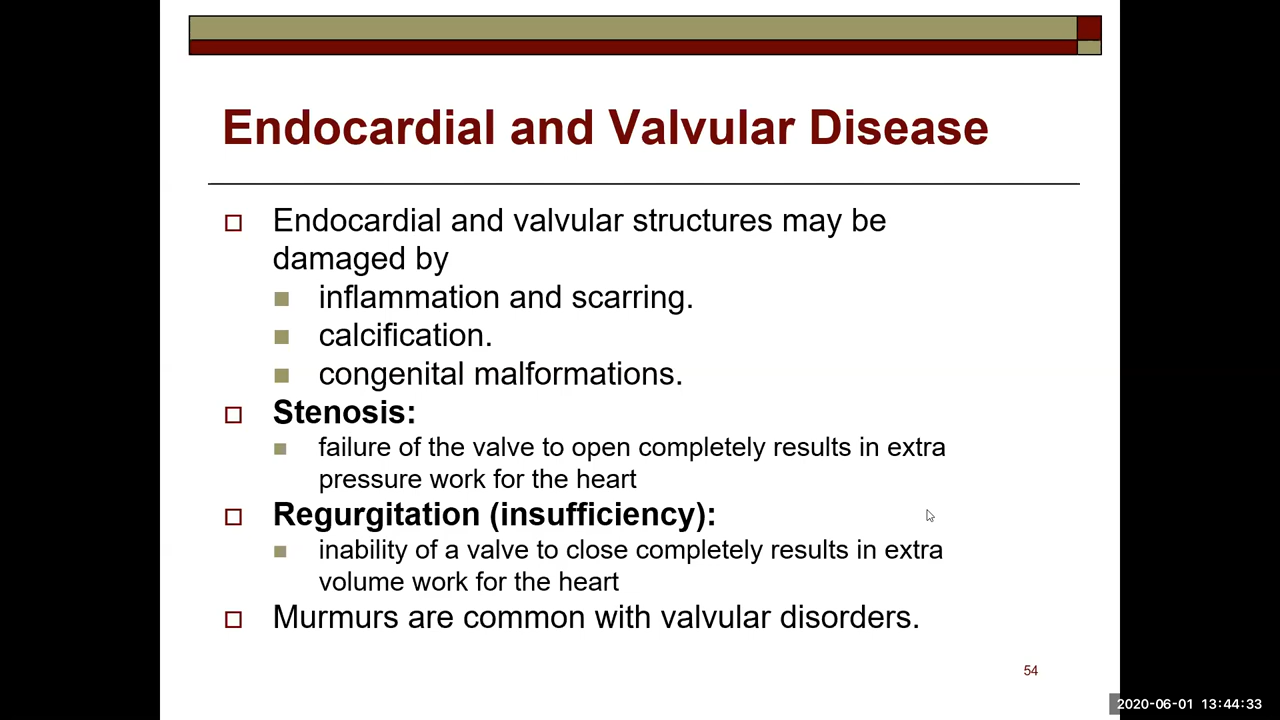 Endocardial and Valvular Disease
Endocardial and valvular structures may be
damaged by
inflammation and scarring.
calcification.
congenital malformations.
Stenosis:
failure of the valve to open completely results in extra
pressure work for the heart
Regurgitation (insufficiency):
inability of a valve to close completely results in extra
volume work for the heart
Murmurs are common with valvular disorders.
54
2020-06-01 13:44:33